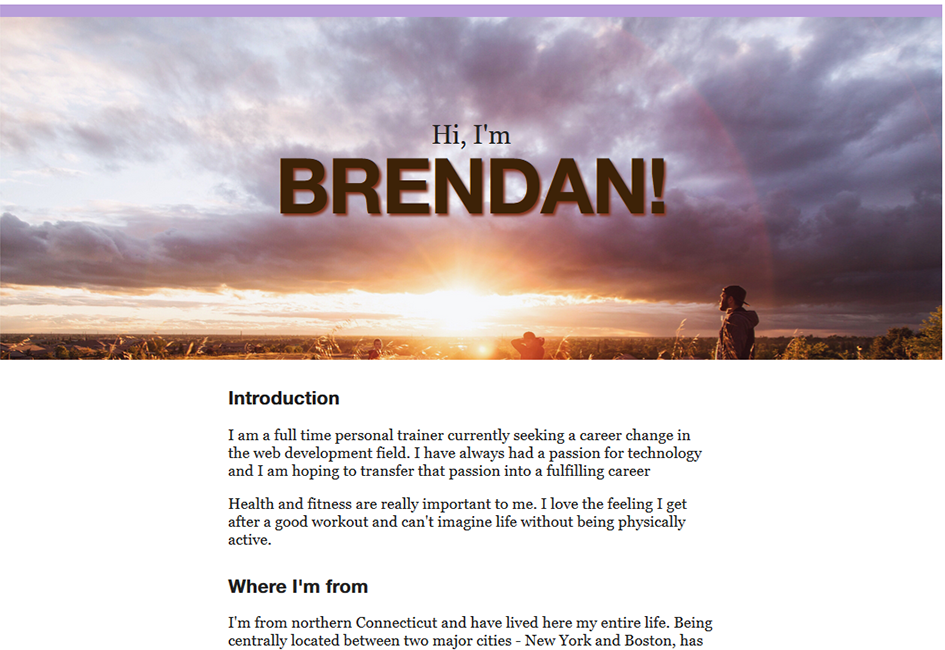 Hi, I'm
BRENDAN!
Introduction
I am a full time personal trainer currently seeking a career change in
the web development field. I have always had a passion for technology
and I am hoping to transfer that passion into a fulfilling career
Health and fitness are really important to me. I love the feeling I get
after a good workout and can't imagine life without being physically
active.
Where I'm from
I'm from northern Connecticut and have lived here my entire life. Being
centrally located between two major cities - New York and Boston, has